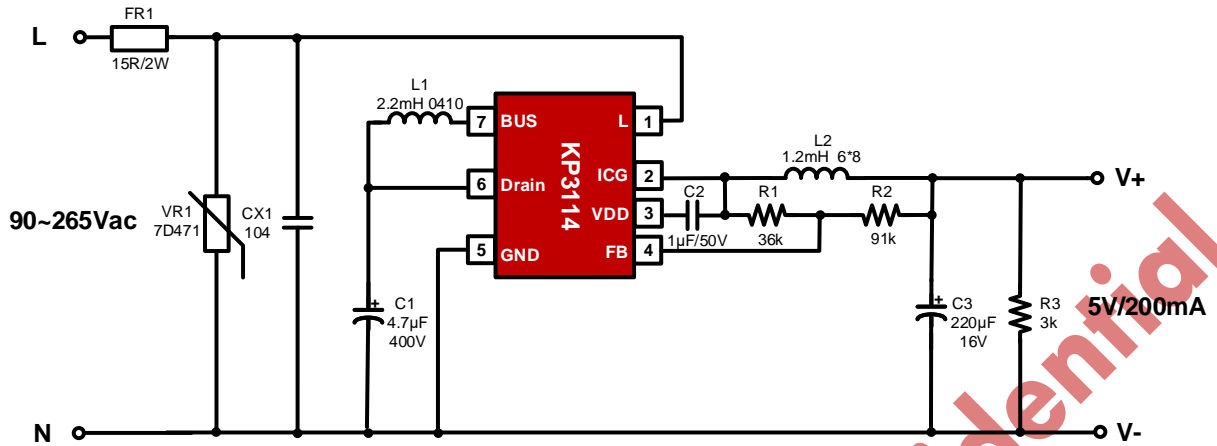 FR1
L
15R/2W
L1
2.2mH 0410
7
BUS
L
1
KP3114
L2
1.2mH 6*8
6
Drain
ICG
2
V+
C2
R1
R2
VDD
3
90~265Vac
VR1
7D471
CX1
104
1µF/50V
36k
91k
5
GND
FB
4
C1
+
4.7µF
400V
+
C3
220µF
16V
R3
3k
5V/200mA
N
V-